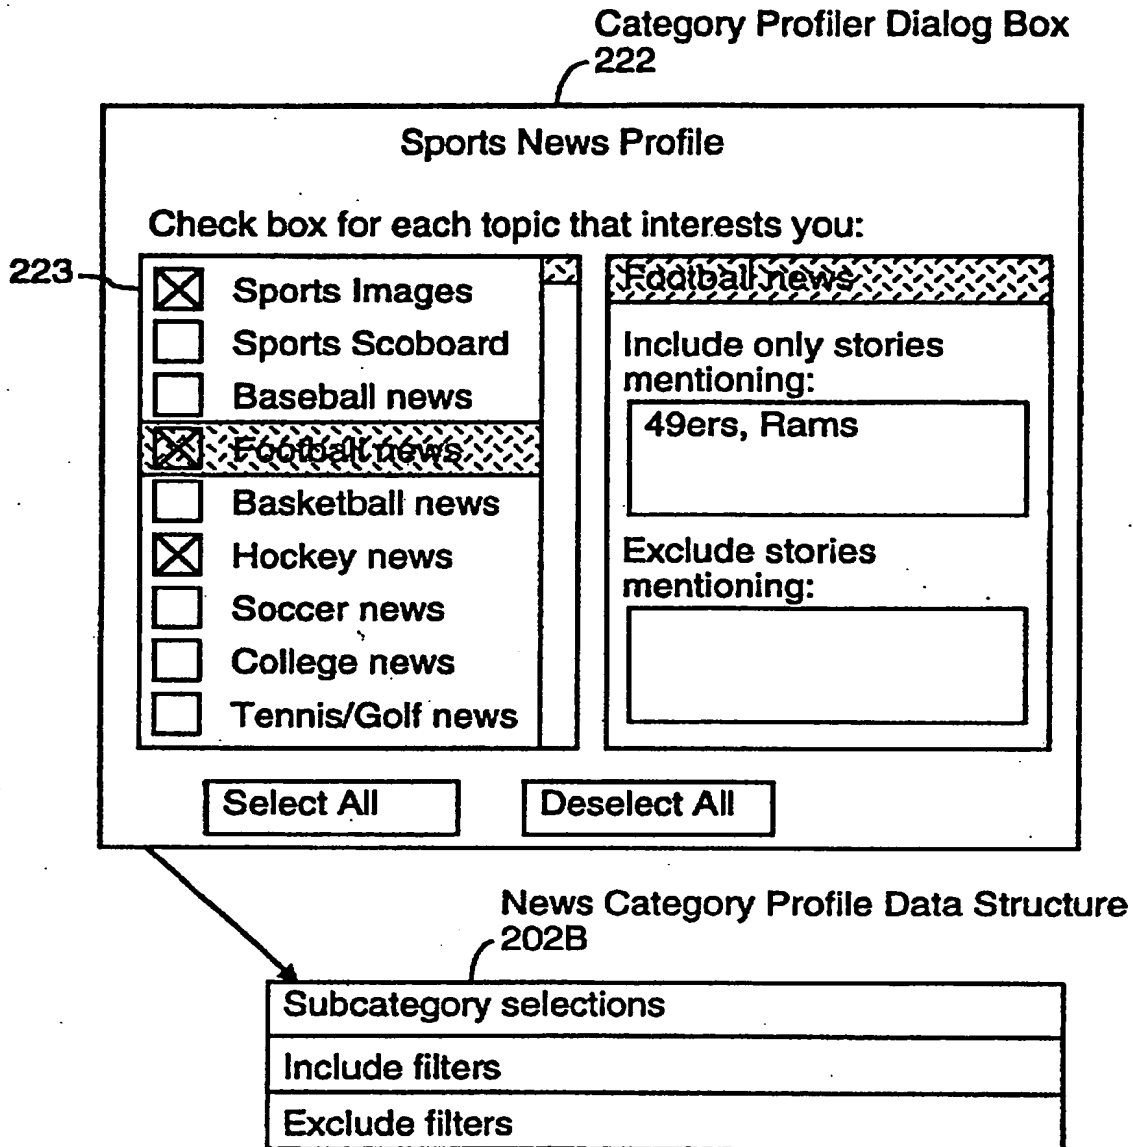 Category Profiler Dialog Box
222
Sports News Profile
Check box for each topic that interests you:
223
Sports Images
Sports Scoboard
Baseball news
Football news
Basketball news
Hockey news
Soccer news
College news
Tennis/Golf news
Football news
Include only stories
mentioning:
49ers, Rams
Exclude stories
mentioning:
Select All
Deselect All
News Category Profile Data Structure
202B
Subcategory selections
Include filters
Exclude filters